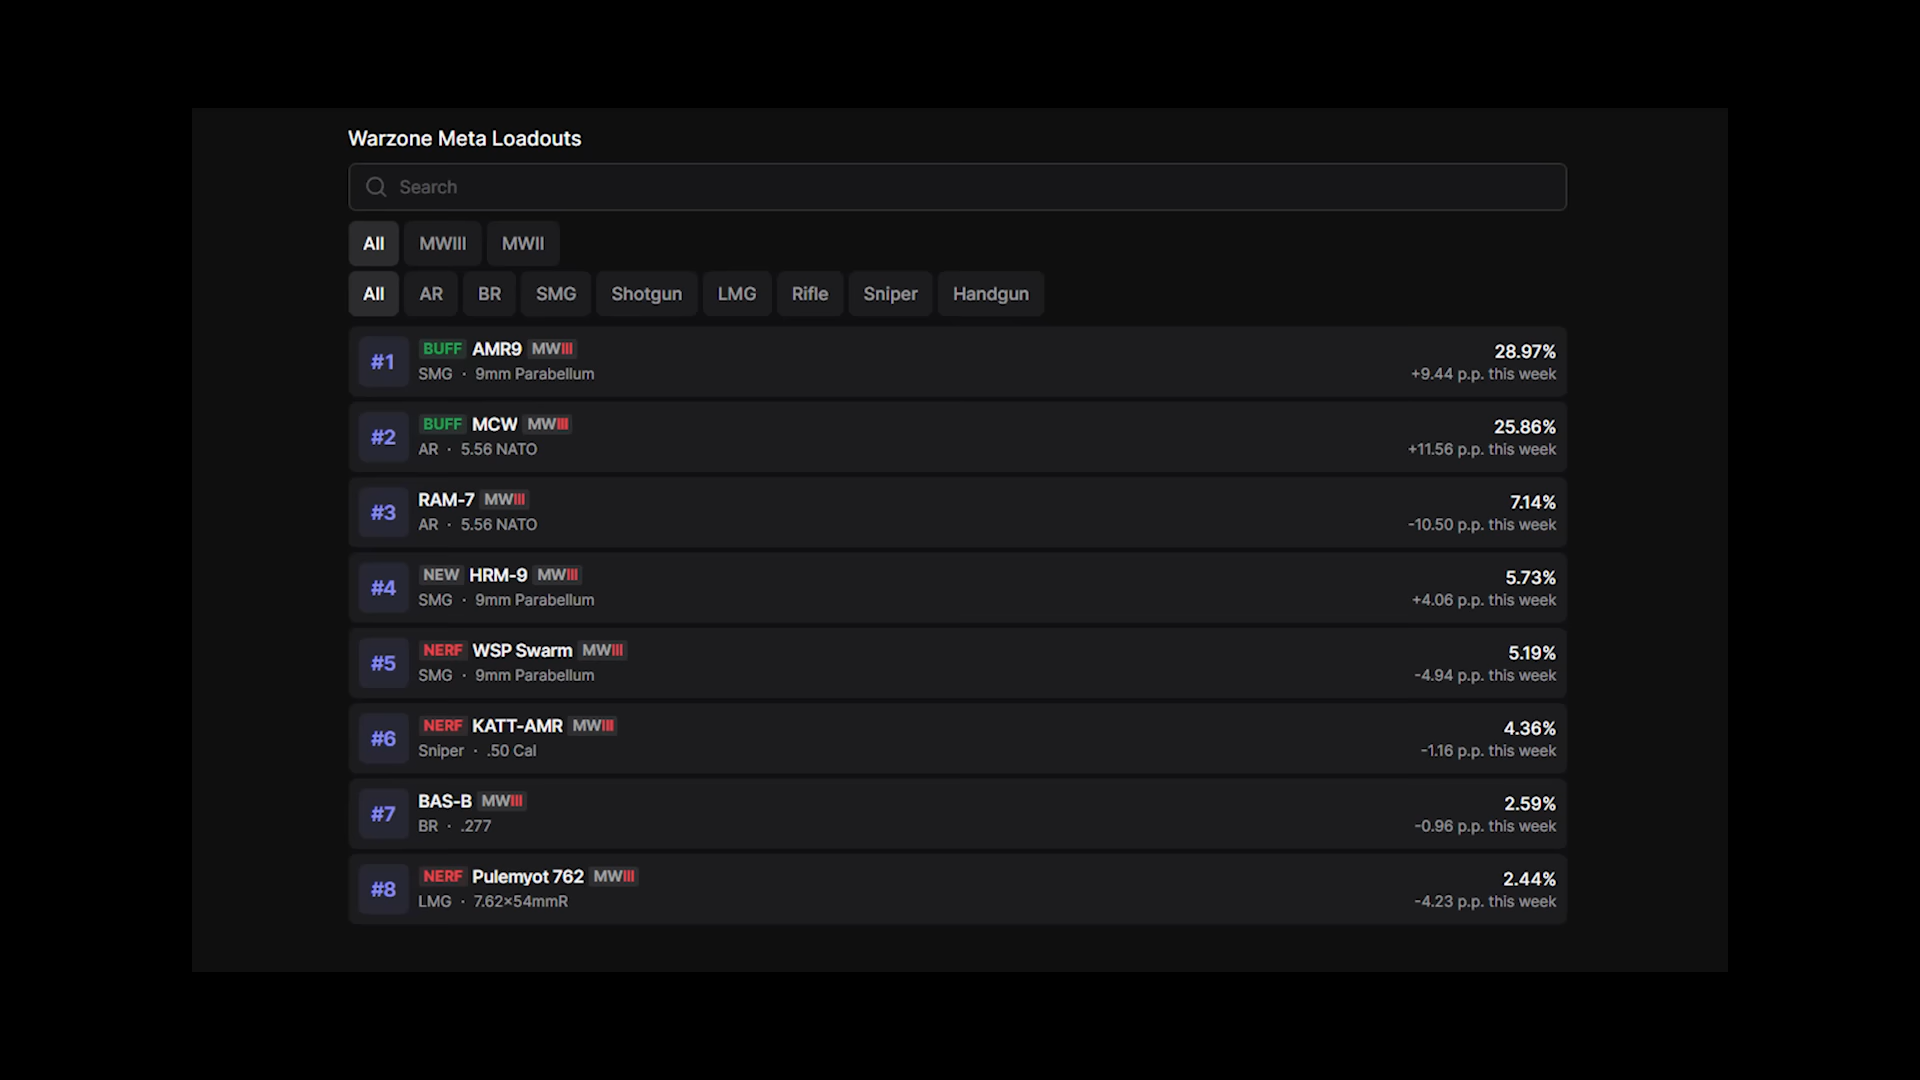 Warzone Meta Loadouts
Search
All MWIII MWII
All AR BR SMG Shotgun LMG Rifle Sniper Handgun
#1 BUFF AMR9 MWIII 28.97%
SMG · 9mm Parabellum +9.44 p.p. this week
#2 BUFF MCW MWIII 25.86%
AR · 5.56 NATO +11.56 p.p. this week
#3 RAM-7 MWIII 7.14%
AR · 5.56 NATO -10.50 p.p. this week
#4 NEW HRM-9 MWIII 5.73%
SMG · 9mm Parabellum +4.06 p.p. this week
#5 NERF WSP Swarm MWIII 5.19%
SMG · 9mm Parabellum -4.94 p.p. this week
#6 NERF KATT-AMR MWIII 4.36%
Sniper · .50 Cal -1.16 p.p. this week
#7 BAS-B MWIII 2.59%
BR · .277 -0.96 p.p. this week
#8 NERF Pulemyot 762 MWIII 2.44%
LMG · 7.62×54mmR -4.23 p.p. this week